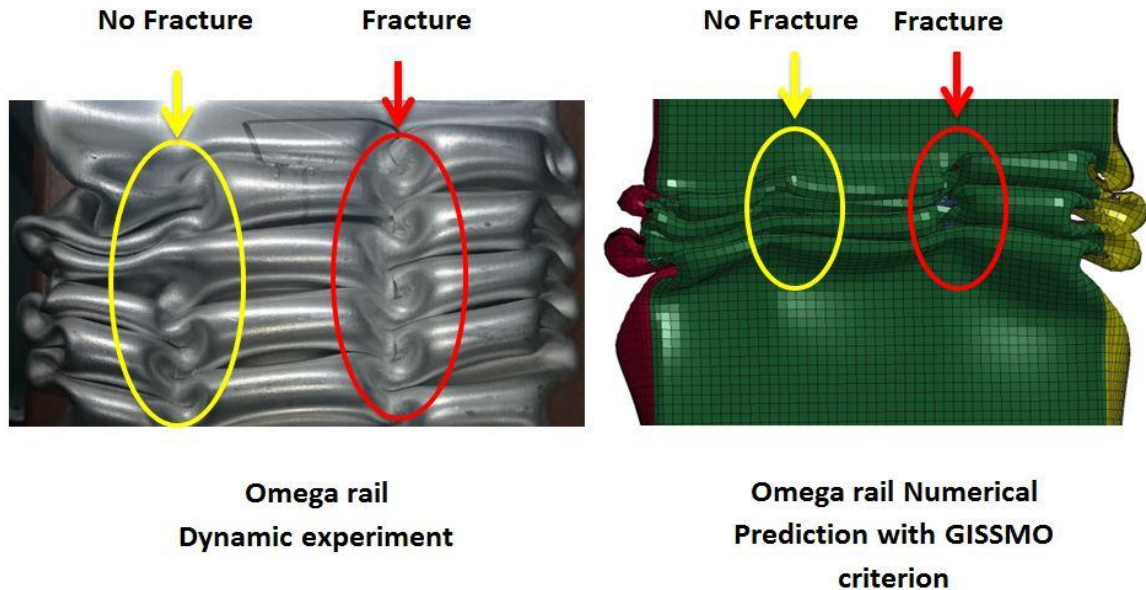 No Fracture
Fracture
No Fracture
Fracture
Omega rail
Dynamic experiment
Omega rail Numerical
Prediction with GISSMO
criterion